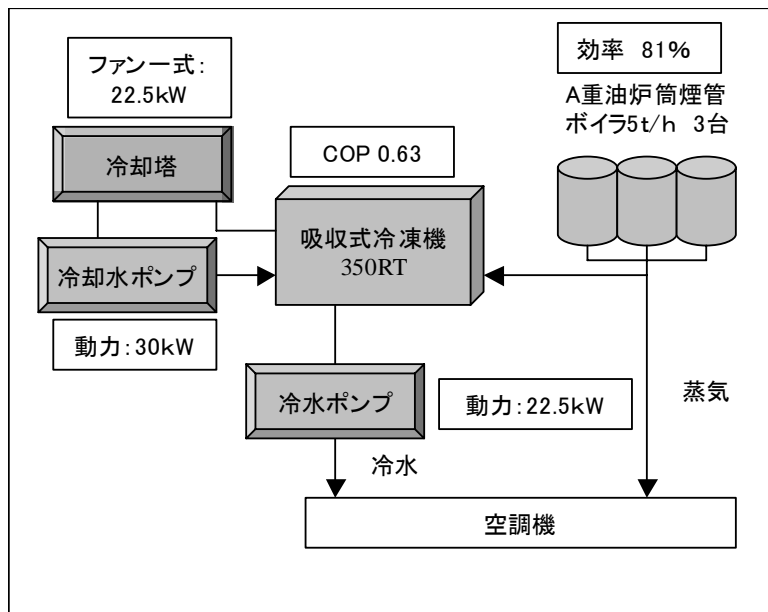 ファン一式：
22.5kW
冷却塔
冷却水ポンプ
動力：30kW
COP 0.63
吸収式冷凍機
350RT
効率 81％
A重油炉筒煙管
ボイラ5t/h 3台
冷水ポンプ
動力：22.5kW
蒸気
冷水
空調機